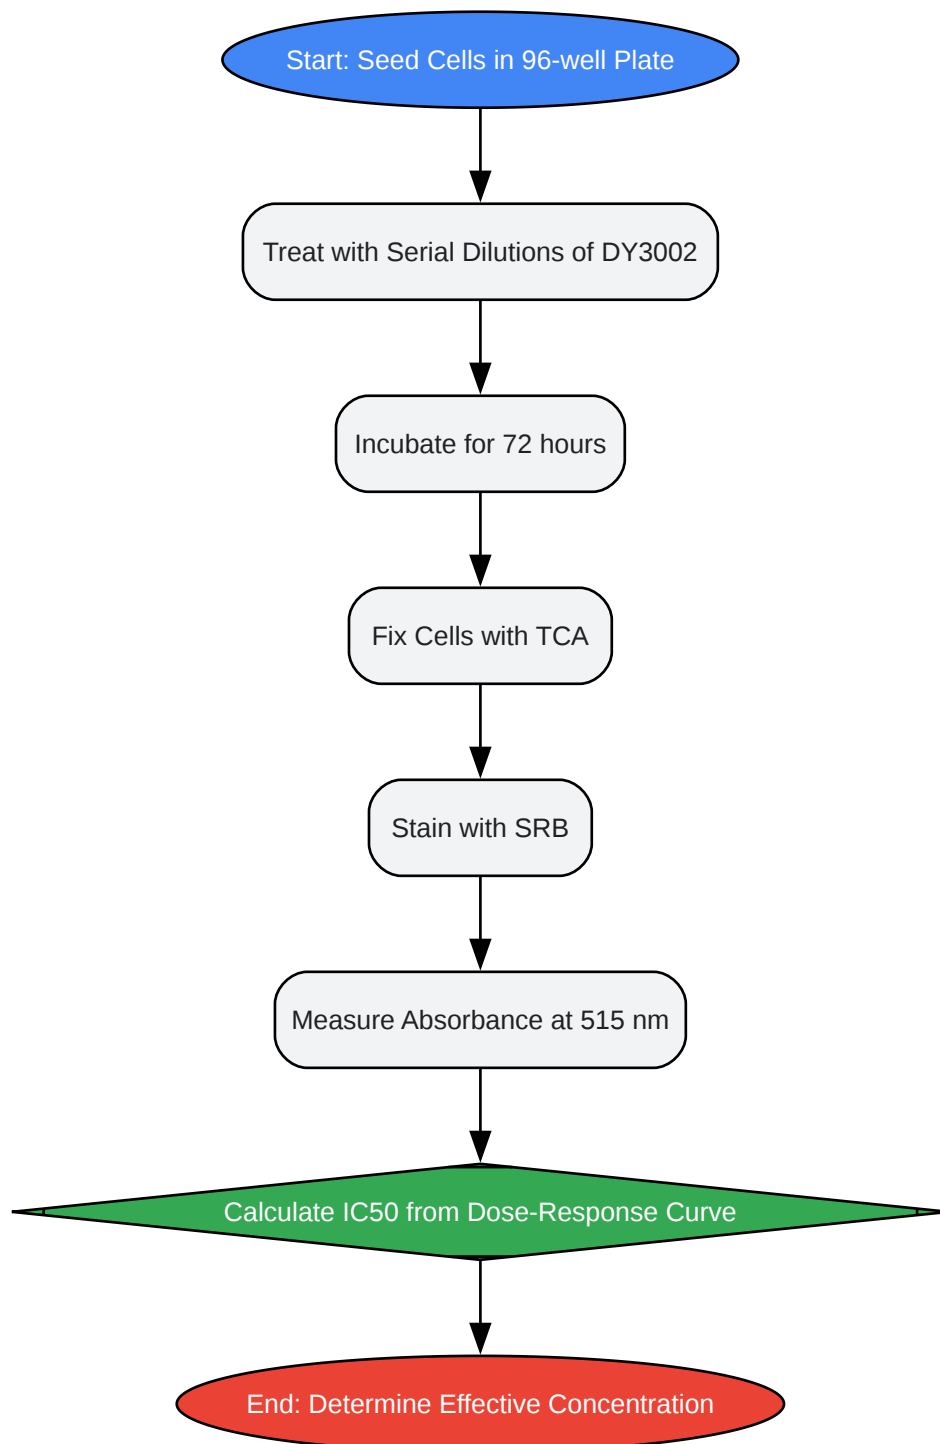 Start: Seed Cells in 96-well Plate
Treat with Serial Dilutions of DY3002
Incubate for 72 hours
Fix Cells with TCA
Stain with SRB
Measure Absorbance at 515 nm
Calculate IC50 from Dose-Response Curve
End: Determine Effective Concentration